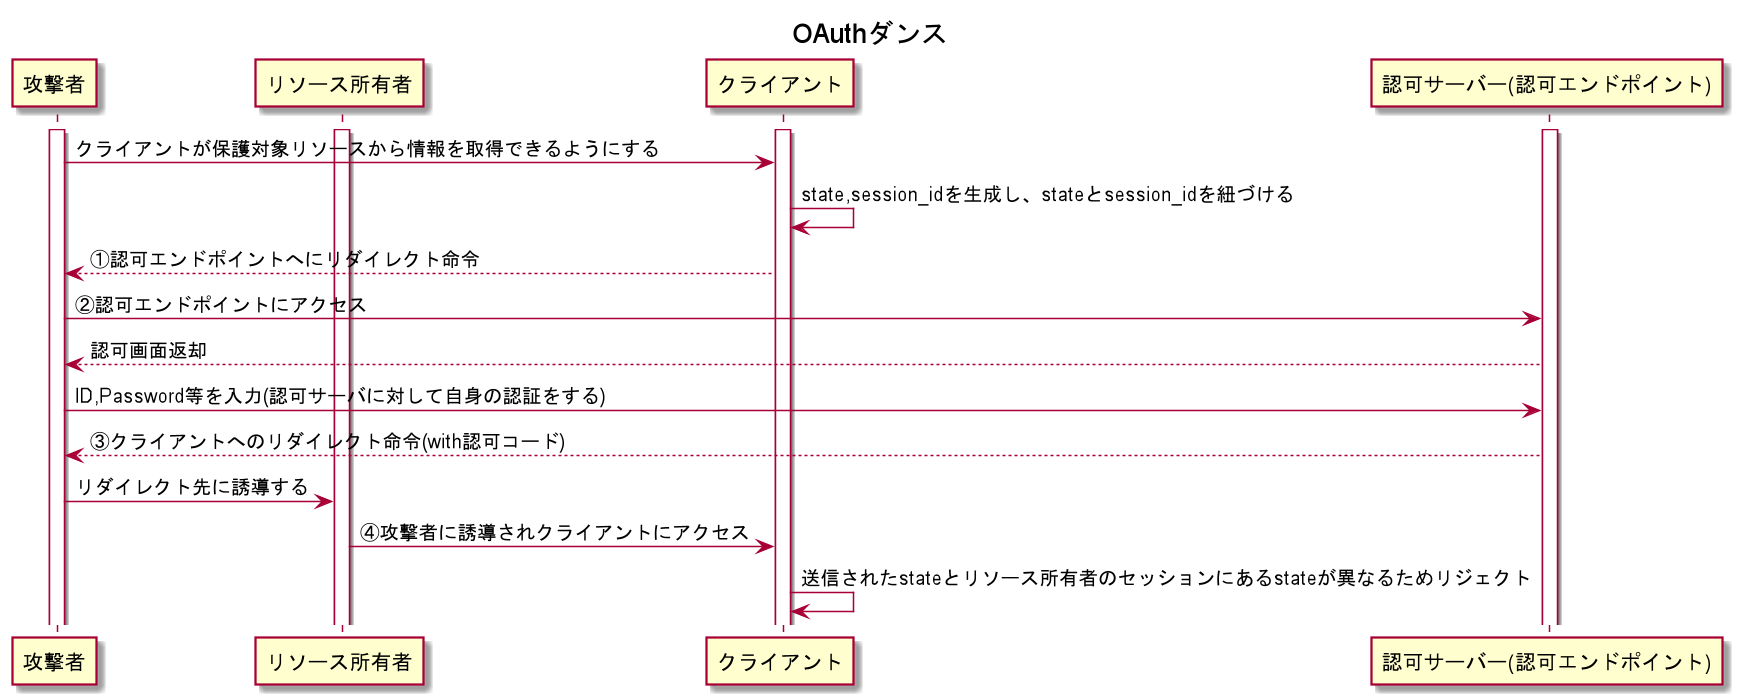 OAuthダンス
攻撃者
リソース所有者
クライアント
認可サーバー(認可エンドポイント)
クライアントが保護対象リソースから情報を取得できるようにする
state,session_idを生成し、stateとsession_idを紐づける
①認可エンドポイントへにリダイレクト命令
②認可エンドポイントにアクセス
認可画面返却
ID,Password等を入力(認可サーバに対して自身の認証をする)
③クライアントへのリダイレクト命令(with認可コード)
リダイレクト先に誘導する
④攻撃者に誘導されクライアントにアクセス
送信されたstateとリソース所有者のセッションにあるstateが異なるためリジェクト
攻撃者
リソース所有者
クライアント
認可サーバー(認可エンドポイント)